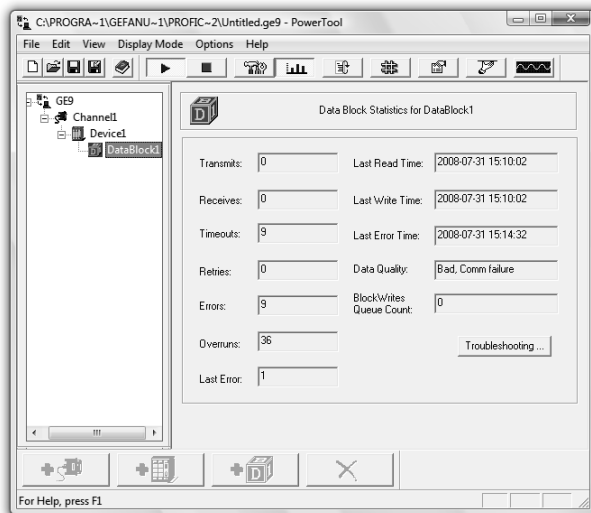 C:\PROGRA~1\GEFANU~1\PROFIC~2\Untitled.ge9 - PowerTool
File Edit View Display Mode Options Help
GE9
Channel1
Device1
DataBlock1
Data Block Statistics for DataBlock1
Transmits: 0 Last Read Time: 2008-07-31 15:10:02
Receives: 0 Last Write Time: 2008-07-31 15:10:02
Timeouts: 9 Last Error Time: 2008-07-31 15:14:32
Retries: 0 Data Quality: Bad, Comm failure
Errors: 9 BlockWrites Queue Count: 0
Overruns: 36 Troubleshooting ...
Last Error: 1
For Help, press F1